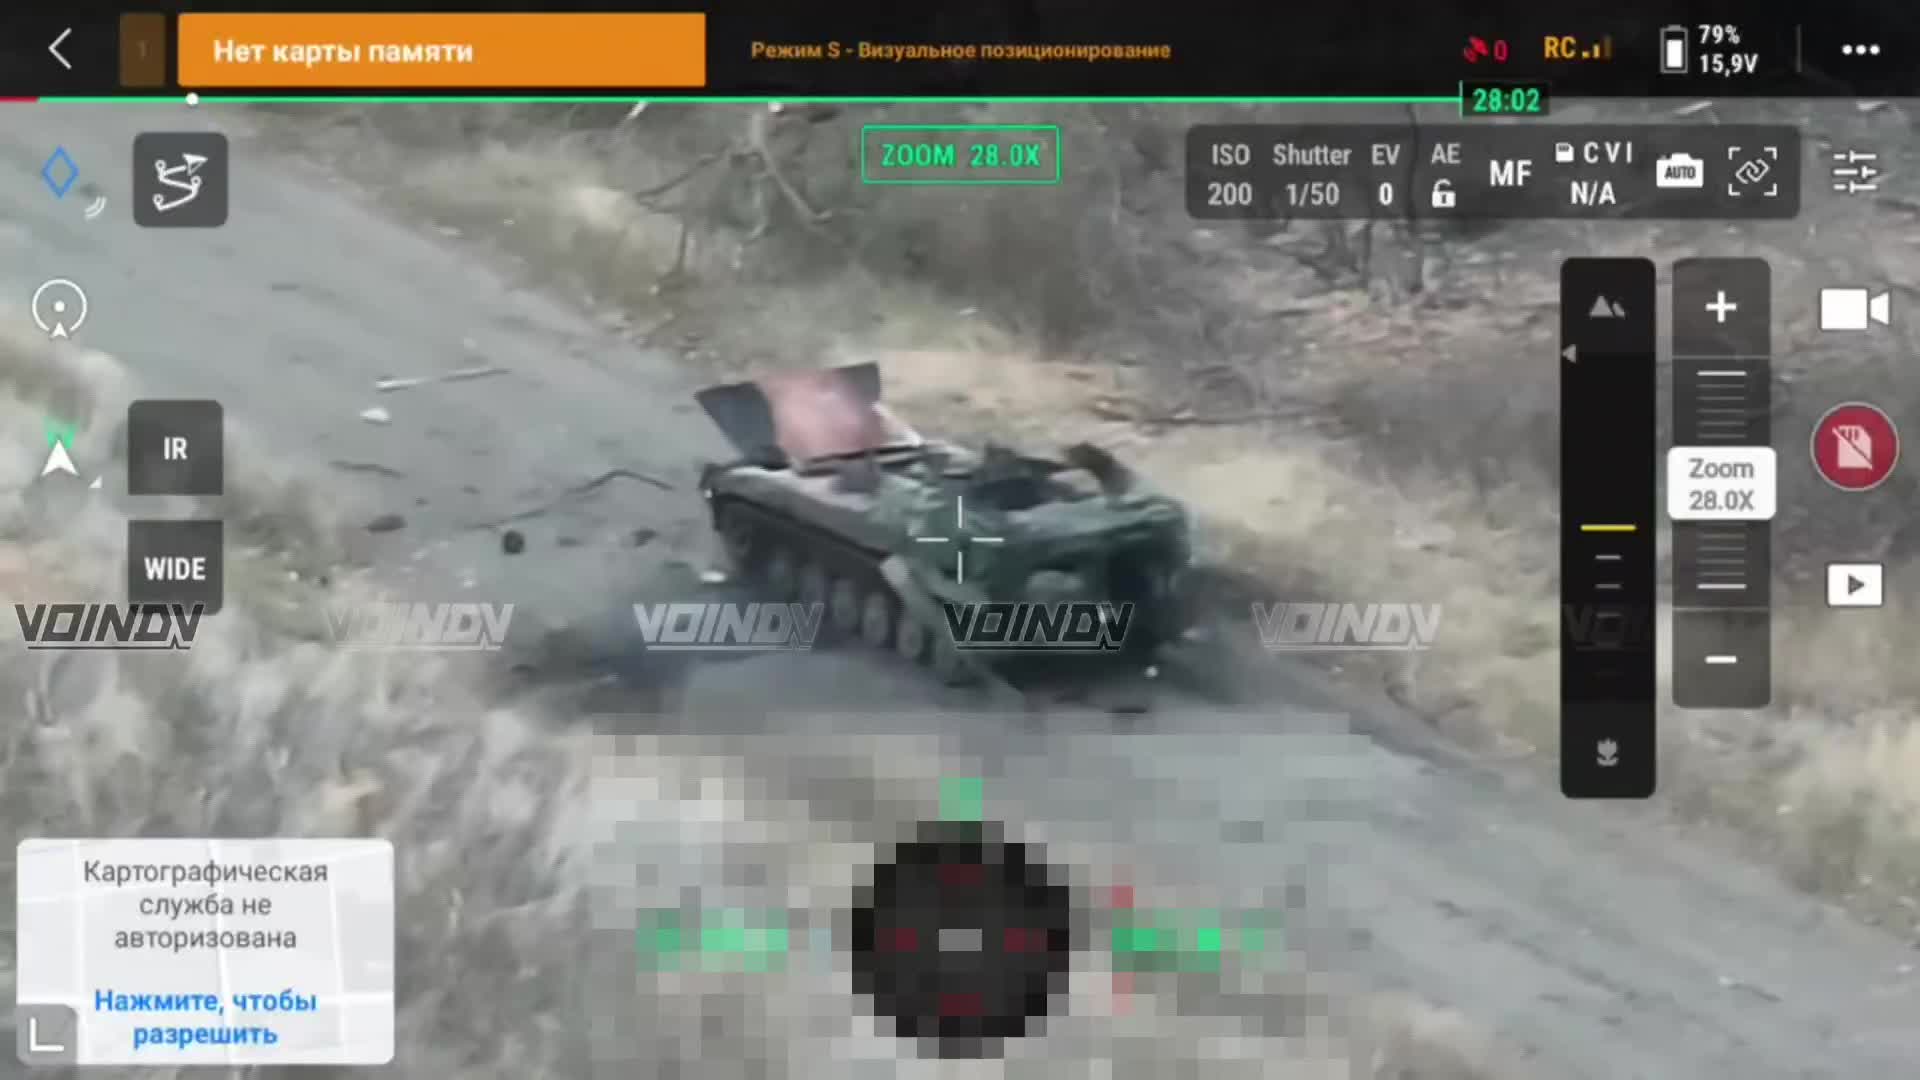 1
Нет карты памяти
Режим S - Визуальное позиционирование
0
RC
79%
15,9V
28:02
ZOOM 28.0X
ISO
200
Shutter
1/50
EV
0
AE
MF
CVI
N/A
AUTO
IR
WIDE
Zoom
28.0X
VOINDV VOINDV VOINDV VOINDV VOINDV
Картографическая
служба не
авторизована
Нажмите, чтобы
разрешить